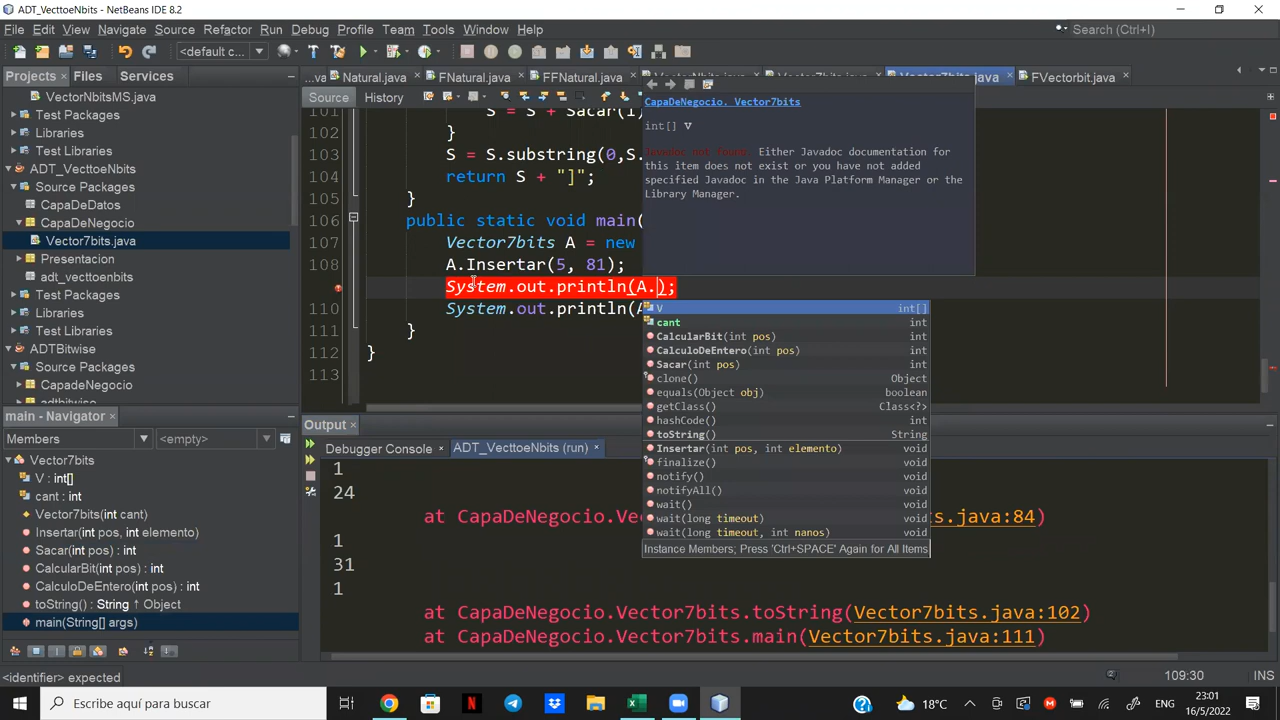 ADT_VecttoeNbits - NetBeans IDE 8.2
File Edit View Navigate Source Refactor Run Debug Profile Team Tools Window Help
Search (Ctrl+I)
<default c...
Projects Files Services
...va Natural.java FNatural.java FFNatural.java Vector7bits.java FVectorbit.java
Source History
VectorNbitsMS.java
Test Packages
Libraries
Test Libraries
ADT_VecttoeNbits
Source Packages
CapaDeDatos
CapaDeNegocio
Vector7bits.java
Presentacion
adt_vecttoenbits
Test Packages
Libraries
Test Libraries
ADTBitwise
Source Packages
CapadeNegocio
adtbitwise
101 S = S + Sacar(i)
102 }
103 S = S.substring(0,S.
104 return S + "]";
105 }
106 public static void main(
107 Vector7bits A = new
108 A.Insertar(5, 81);
System.out.println(A.);
110 System.out.println(A
111 }
112 }
113
CapaDeNegocio. Vector7bits
int[] V
Javadoc not found. Either Javadoc documentation for
this item does not exist or you have not added
specified Javadoc in the Java Platform Manager or the
Library Manager.
V int[]
cant int
CalcularBit(int pos) int
CalculoDeEntero(int pos) int
Sacar(int pos) int
clone() Object
equals(Object obj) boolean
getClass() Class<?>
hashCode() int
toString() String
Insertar(int pos, int elemento) void
finalize() void
notify() void
notifyAll() void
wait() void
wait(long timeout) void
wait(long timeout, int nanos) void
Instance Members; Press 'Ctrl+SPACE' Again for All Items
main - Navigator
Members <empty>
Vector7bits
V : int[]
cant : int
Vector7bits(int cant)
Insertar(int pos, int elemento)
Sacar(int pos) : int
CalcularBit(int pos) : int
CalculoDeEntero(int pos) : int
toString() : String ↑ Object
main(String[] args)
Output
Debugger Console ADT_VecttoeNbits (run)
1
24
at CapaDeNegocio.Ve
s.java:84)
1
31
1
at CapaDeNegocio.Vector7bits.toString(Vector7bits.java:102)
at CapaDeNegocio.Vector7bits.main(Vector7bits.java:111)
<identifier> expected
109:30 INS
Escribe aquí para buscar
18°C
ENG
23:01
16/5/2022